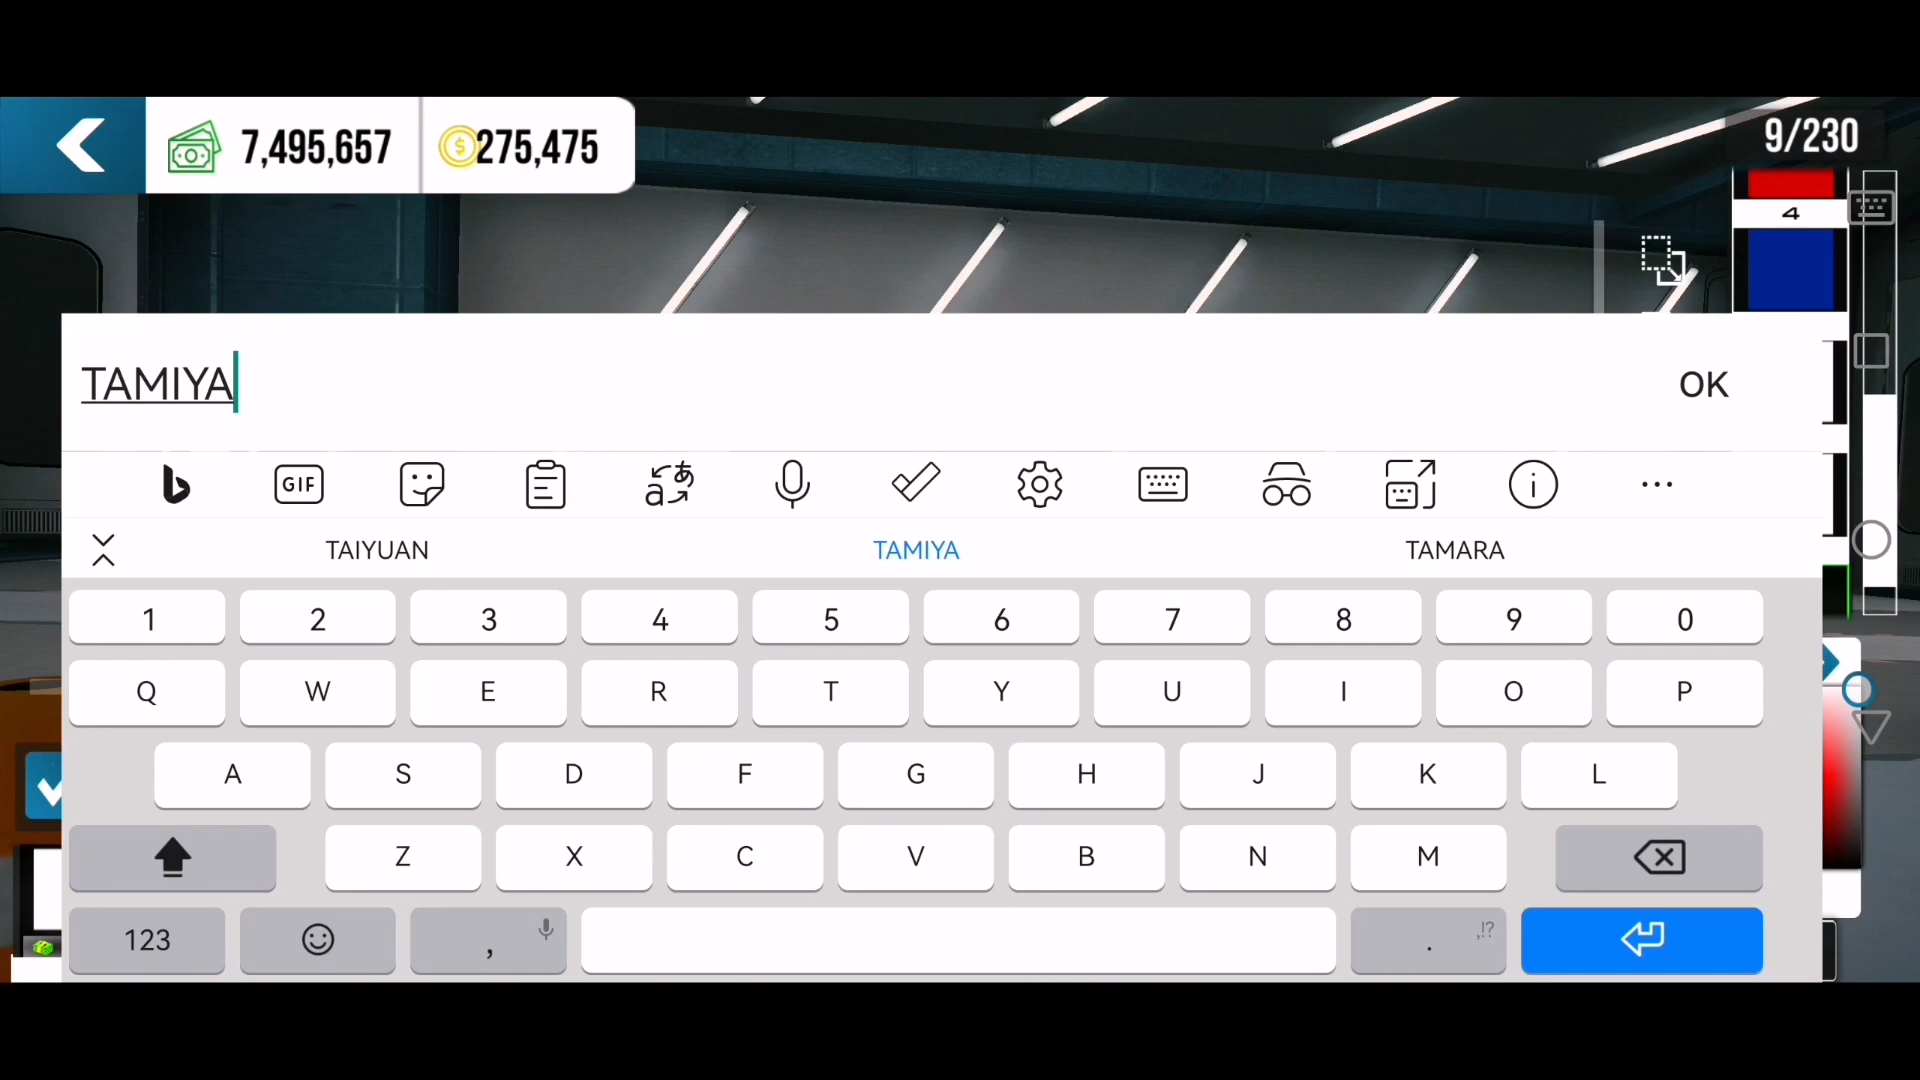 7,495,657 275,475
9/230
4
TAMIYA OK
GIF
TAIYUAN TAMIYA TAMARA
1 2 3 4 5 6 7 8 9 0
Q W E R T Y U I O P
A S D F G H J K L
Z X C V B N M
123 , . ,!?